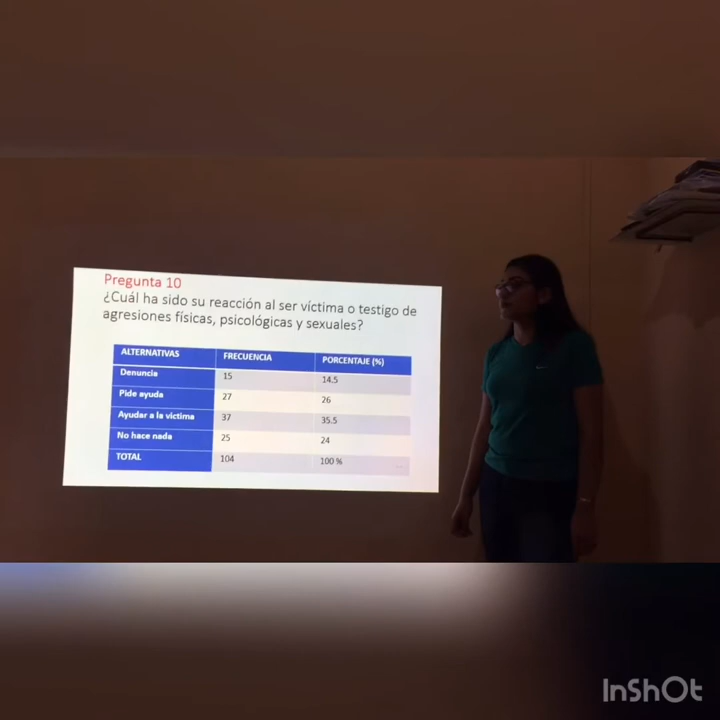 Pregunta 10
¿Cuál ha sido su reacción al ser víctima o testigo de
agresiones físicas, psicológicas y sexuales?
ALTERNATIVAS FRECUENCIA PORCENTAJE (%)
Denuncia 15 14.5
Pide ayuda 27 26
Ayudar a la victima 37 35.5
No hace nada 25 24
TOTAL 104 100 %
InShOt